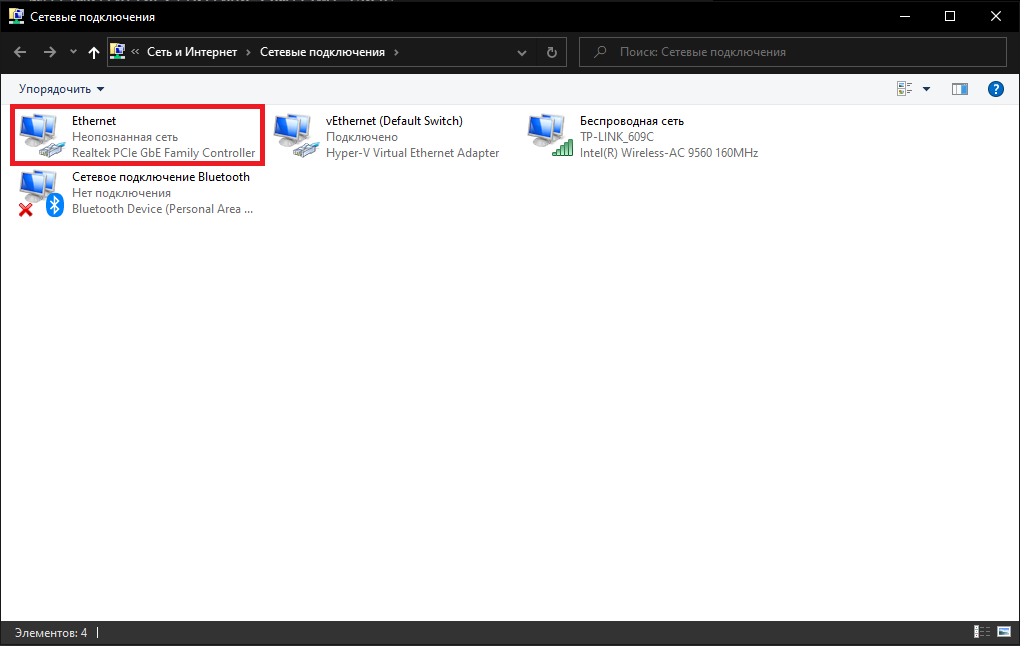 Сетевые подключения
« Сеть и Интернет › Сетевые подключения ›
Поиск: Сетевые подключения
Упорядочить
?
Ethernet
Неопознанная сеть
Realtek PCIe GbE Family Controller
vEthernet (Default Switch)
Подключено
Hyper-V Virtual Ethernet Adapter
Беспроводная сеть
TP-LINK_609C
Intel(R) Wireless-AC 9560 160MHz
Сетевое подключение Bluetooth
Нет подключения
Bluetooth Device (Personal Area ...
Элементов: 4